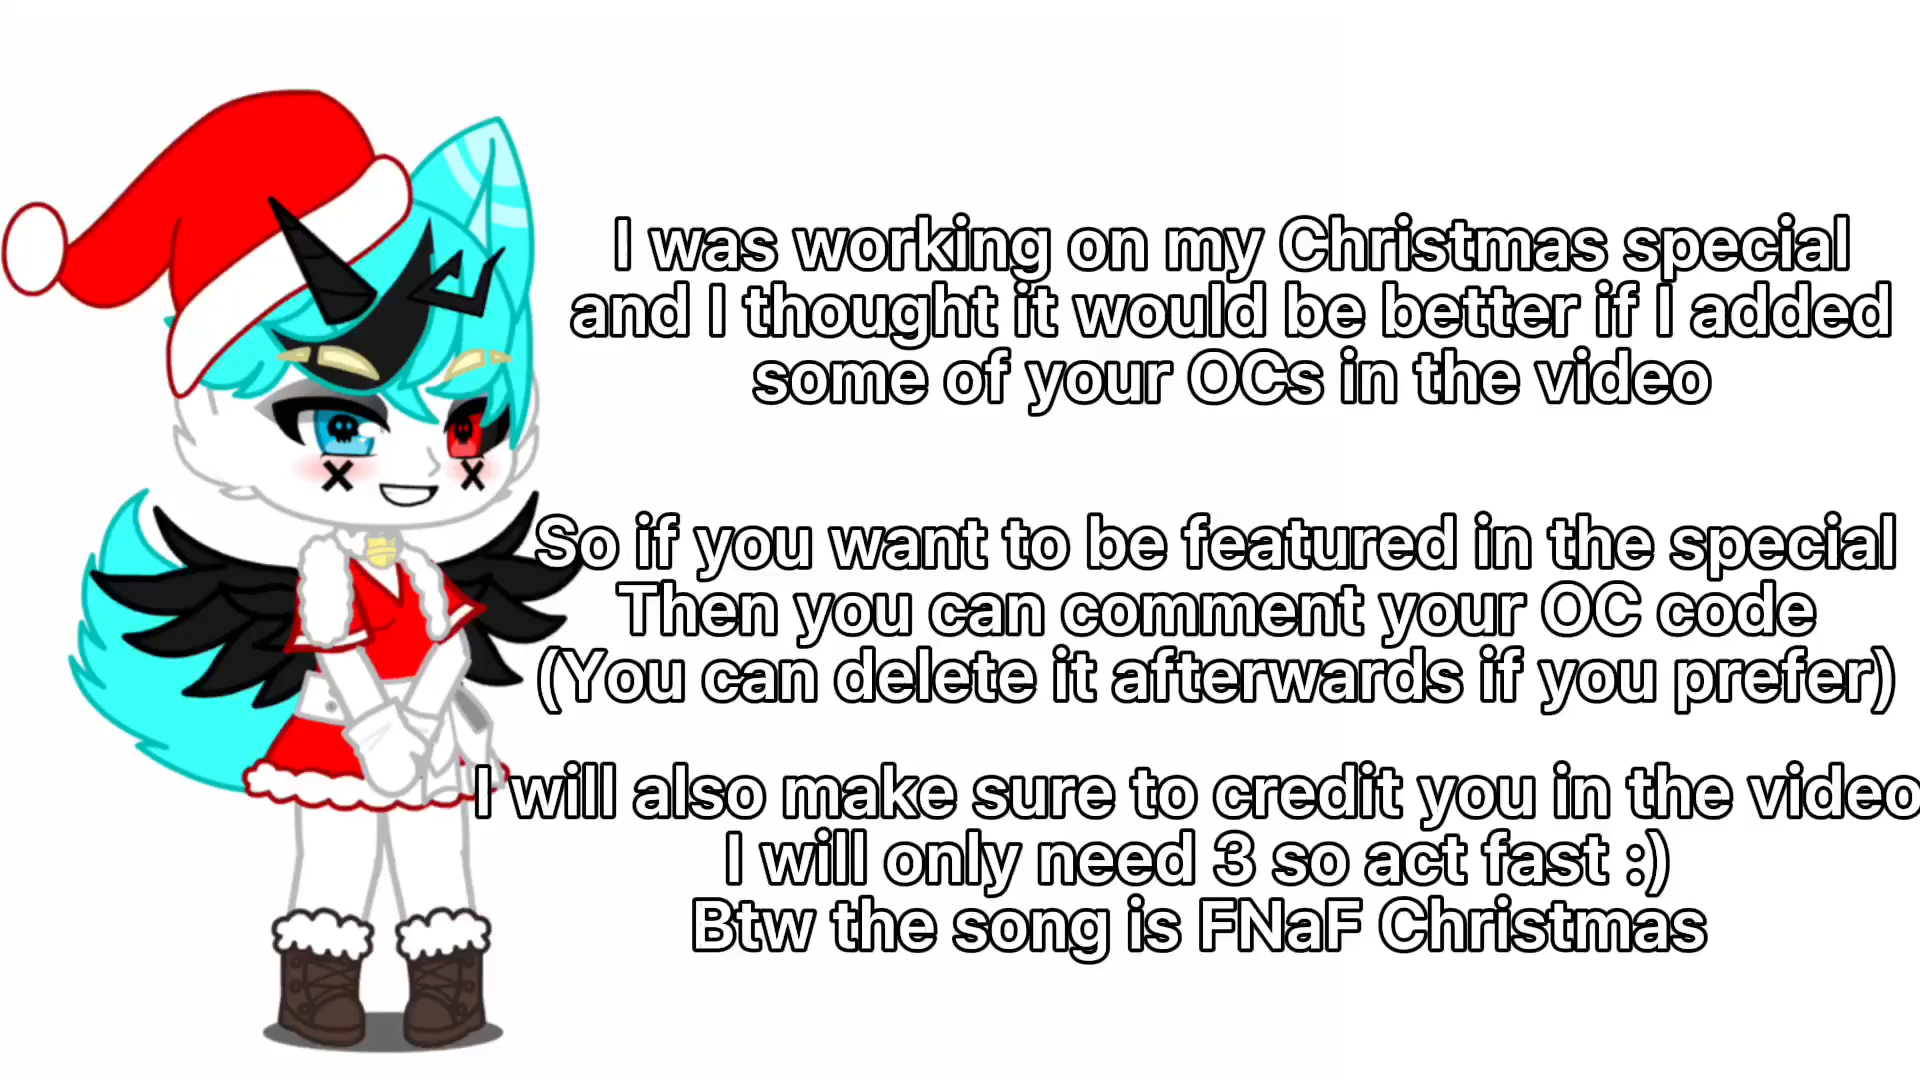 I was working on my Christmas special
and I thought it would be better if I added
some of your OCs in the video
So if you want to be featured in the special
Then you can comment your OC code
(You can delete it afterwards if you prefer)
I will also make sure to credit you in the video
I will only need 3 so act fast :)
Btw the song is FNaF Christmas